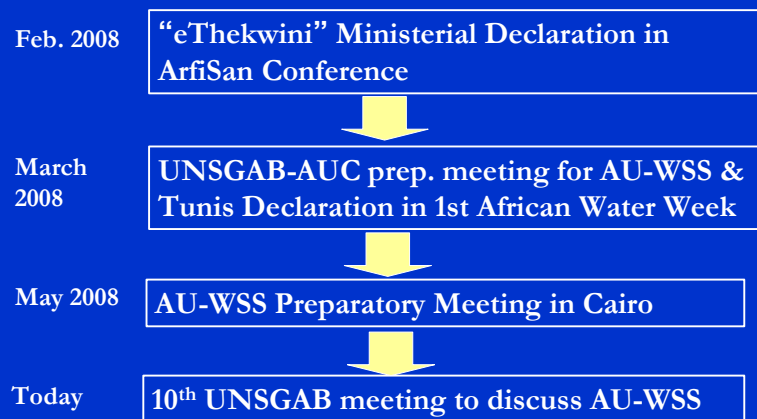 Feb. 2008
“eThekwini” Ministerial Declaration in
ArfiSan Conference
March
2008
UNSGAB-AUC prep. meeting for AU-WSS &
Tunis Declaration in 1st African Water Week
May 2008
AU-WSS Preparatory Meeting in Cairo
Today
10th UNSGAB meeting to discuss AU-WSS